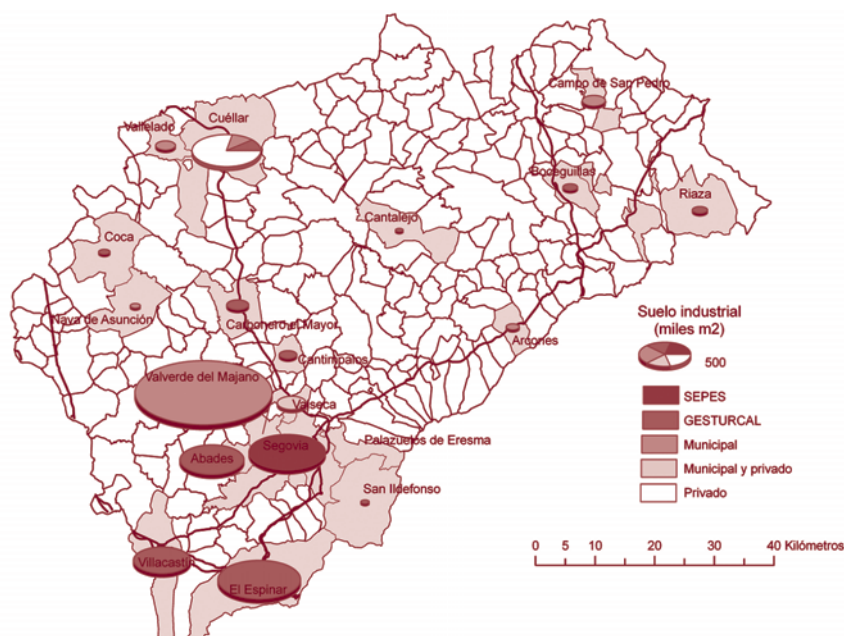 Campo de San Pedro
Cuéllar
Vallelado
Boceguillas
Riaza
Cantalejo
Coca
Nava de Asunción
Carbonero el Mayor
Arcones
Cantimpalos
Valverde del Majano
Valseca
Palazuelos de Eresma
Segovia
Abades
San Ildefonso
Villacastín
El Espinar
Suelo industrial
(miles m2)
500
SEPES
GESTURCAL
Municipal
Municipal y privado
Privado
0 5 10 20 30 40 Kilómetros